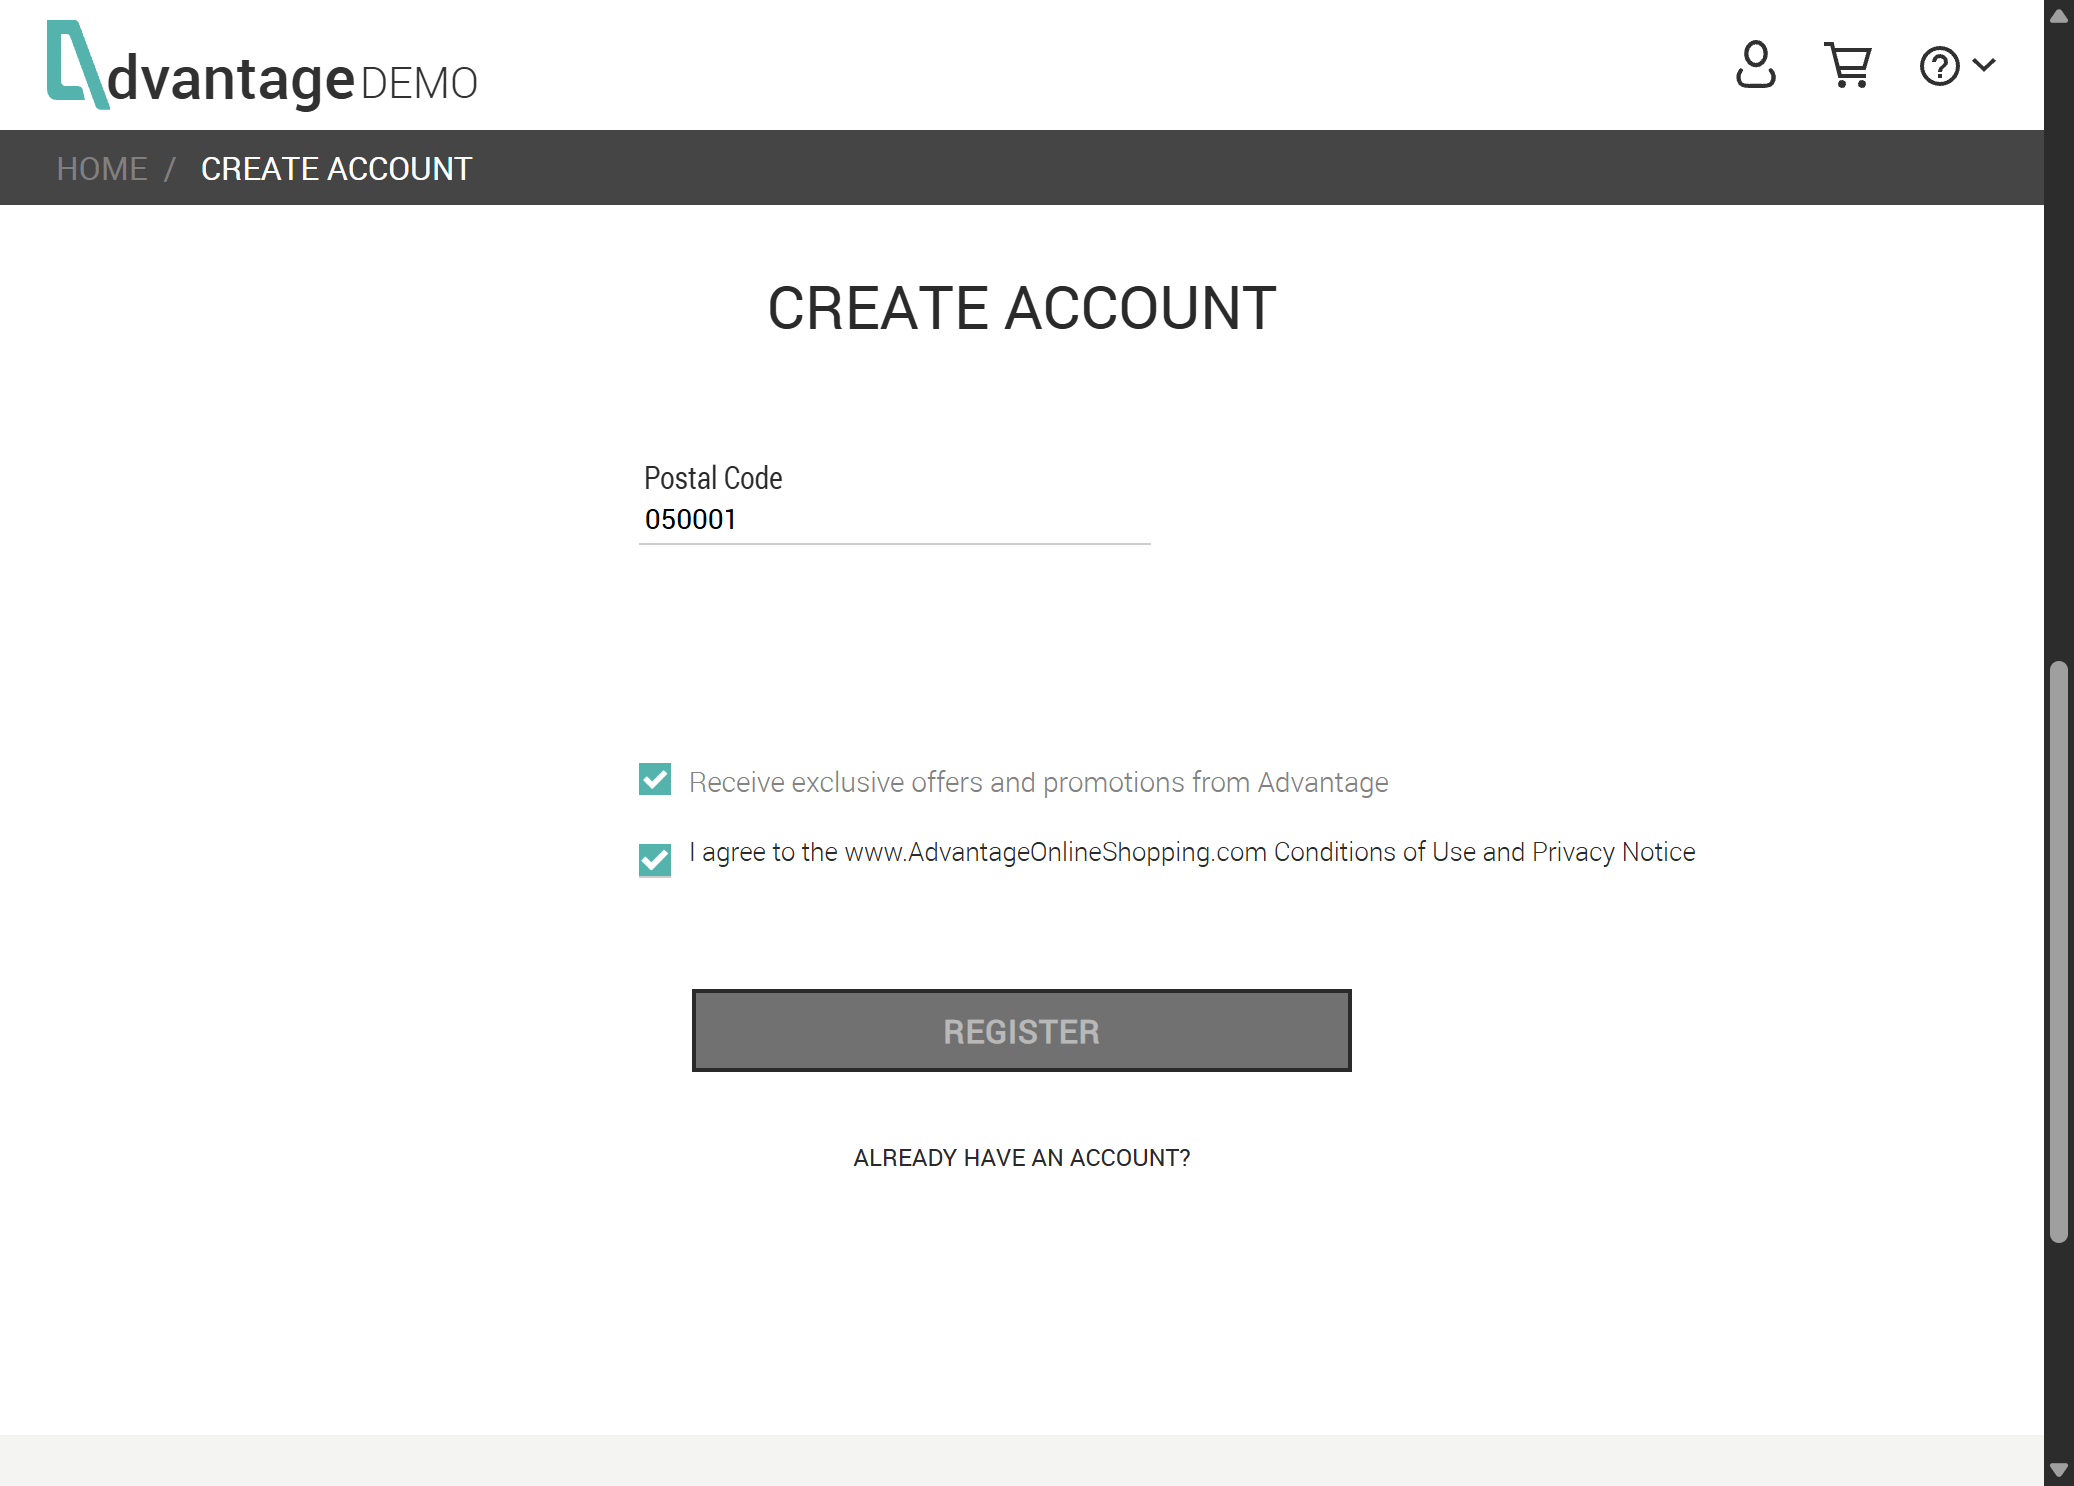 dvantage DEMO
HOME / CREATE ACCOUNT
CREATE ACCOUNT
Postal Code
050001
Receive exclusive offers and promotions from Advantage
I agree to the www.AdvantageOnlineShopping.com Conditions of Use and Privacy Notice
REGISTER
ALREADY HAVE AN ACCOUNT?